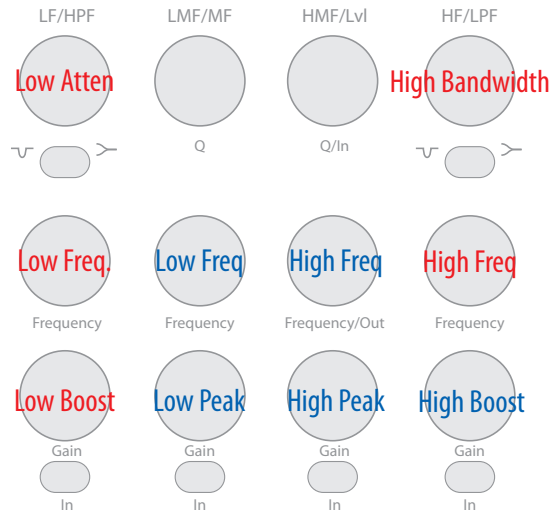 LF/HPF LMF/MF HMF/Lvl HF/LPF
Low Atten High Bandwidth
Q Q/In
Low Freq. Low Freq High Freq High Freq
Frequency Frequency Frequency/Out Frequency
Low Boost Low Peak High Peak High Boost
Gain Gain Gain Gain
In In In In